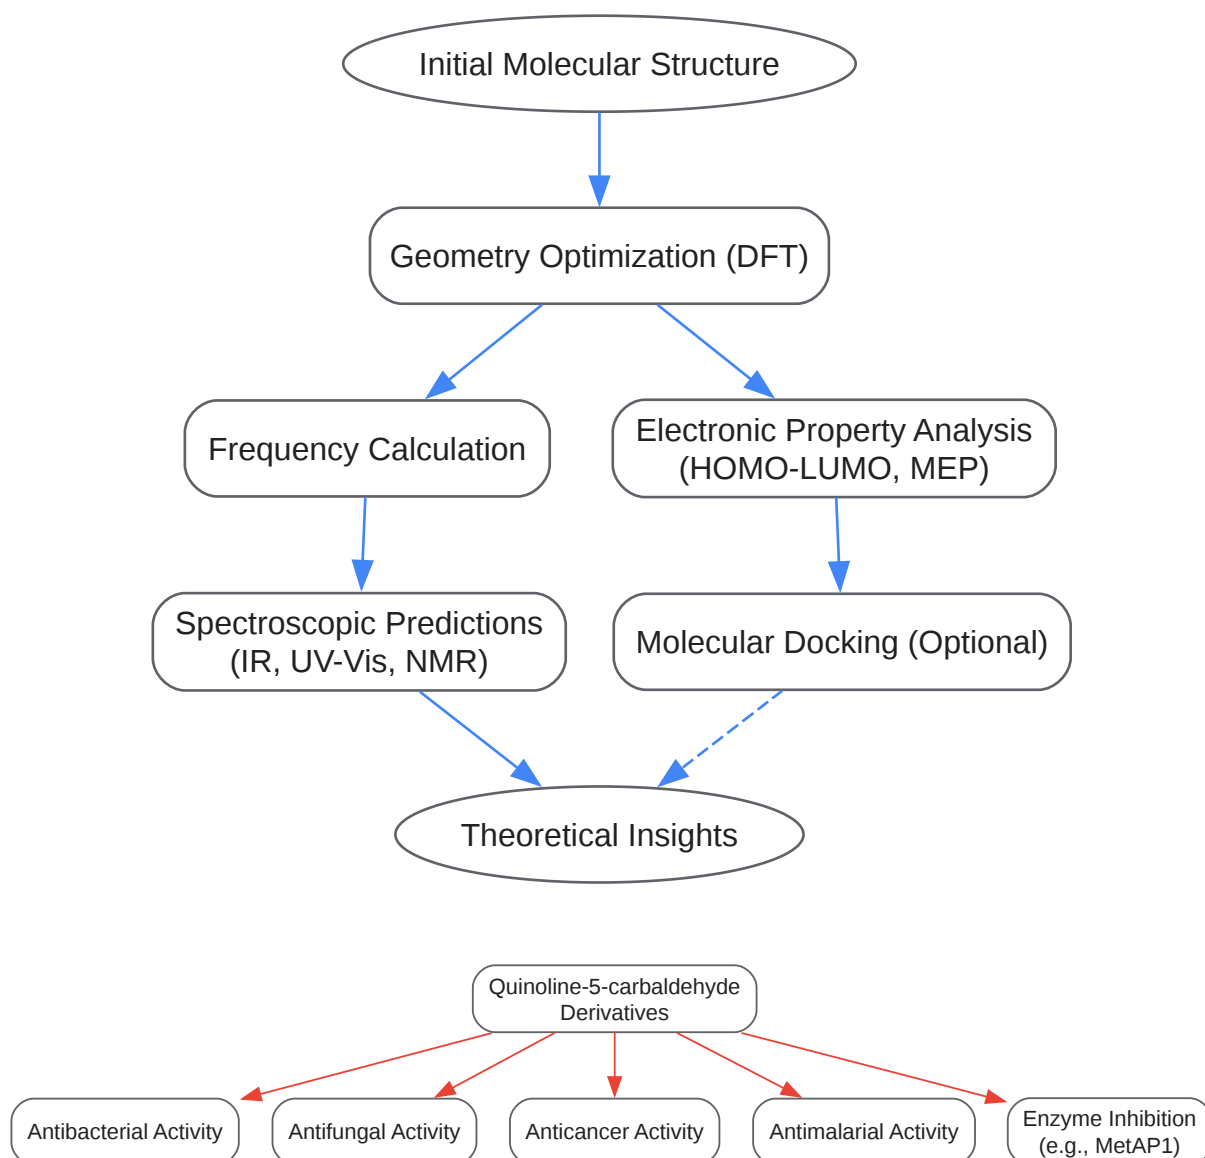 Initial Molecular Structure
Geometry Optimization (DFT)
Frequency Calculation
Electronic Property Analysis
(HOMO-LUMO, MEP)
Spectroscopic Predictions
(IR, UV-Vis, NMR)
Molecular Docking (Optional)
Theoretical Insights
Quinoline-5-carbaldehyde
Derivatives
Antibacterial Activity
Antifungal Activity
Anticancer Activity
Antimalarial Activity
Enzyme Inhibition
(e.g., MetAP1)